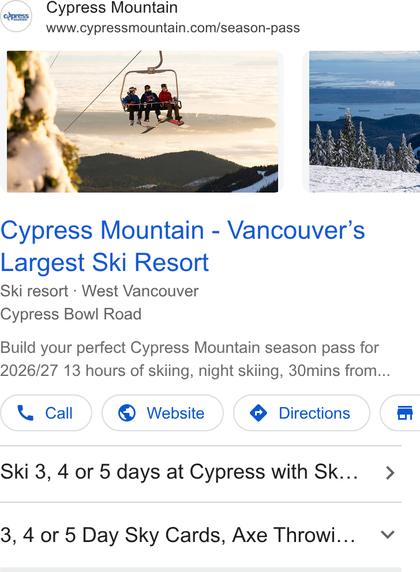 cypress
Cypress Mountain
www.cypressmountain.com/season-pass
Cypress Mountain - Vancouver's
Largest Ski Resort
Ski resort · West Vancouver
Cypress Bowl Road
Build your perfect Cypress Mountain season pass for
2026/27 13 hours of skiing, night skiing, 30mins from...
Call Website Directions
Ski 3, 4 or 5 days at Cypress with Sk...
3, 4 or 5 Day Sky Cards, Axe Throwi...